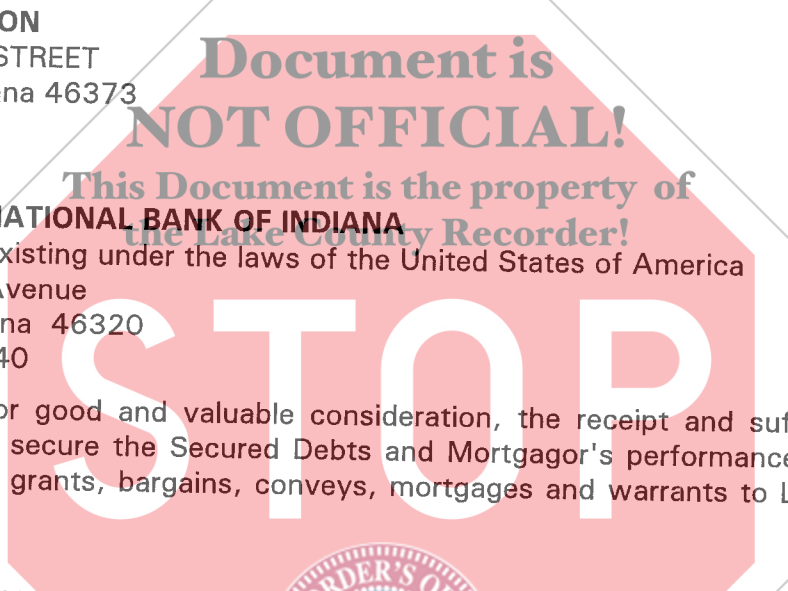 ON
STREET
ena 46373
Document is
NOT OFFICIAL!
This Document is the property of
the Lake County Recorder!
NATIONAL BANK OF INDIANA
xisting under the laws of the United States of America
Avenue
na 46320
40
STOP
or good and valuable consideration, the receipt and suf
secure the Secured Debts and Mortgagor's performance
grants, bargains, conveys, mortgages and warrants to L
ORDER'S O